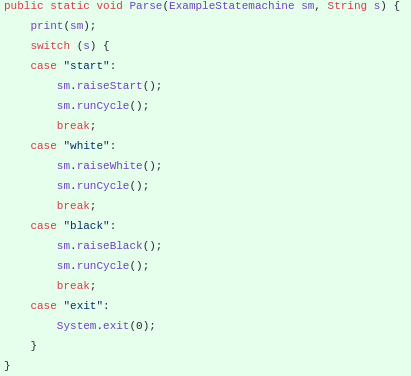 public static void Parse(ExampleStatemachine sm, String s) {
    print(sm);
    switch (s) {
    case "start":
        sm.raiseStart();
        sm.runCycle();
        break;
    case "white":
        sm.raiseWhite();
        sm.runCycle();
        break;
    case "black":
        sm.raiseBlack();
        sm.runCycle();
        break;
    case "exit":
        System.exit(0);
    }
}